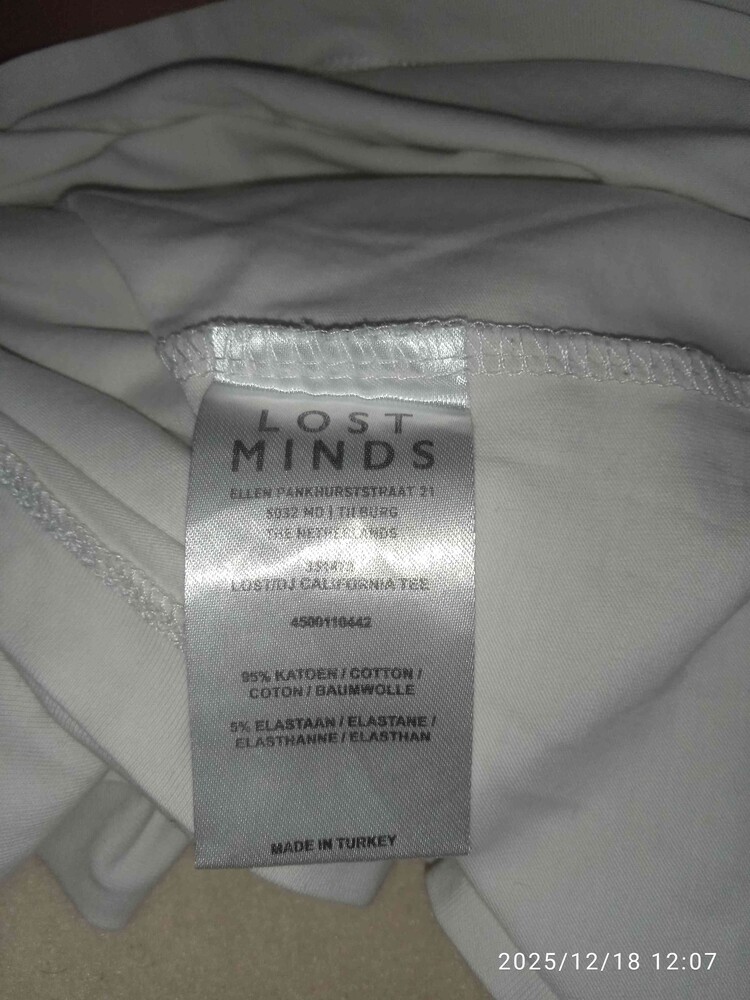 LOST
MINDS
ELLEN PANKHURSTSTRAAT 21
5032 MD | TILBURG
THE NETHERLANDS
LOST/DJ CALIFORNIA TEE
4500110442
95% KATOEN / COTTON /
COTON / BAUMWOLLE
5% ELASTAAN / ELASTANE /
ELASTHANNE / ELASTHAN
MADE IN TURKEY
2025/12/18 12:07